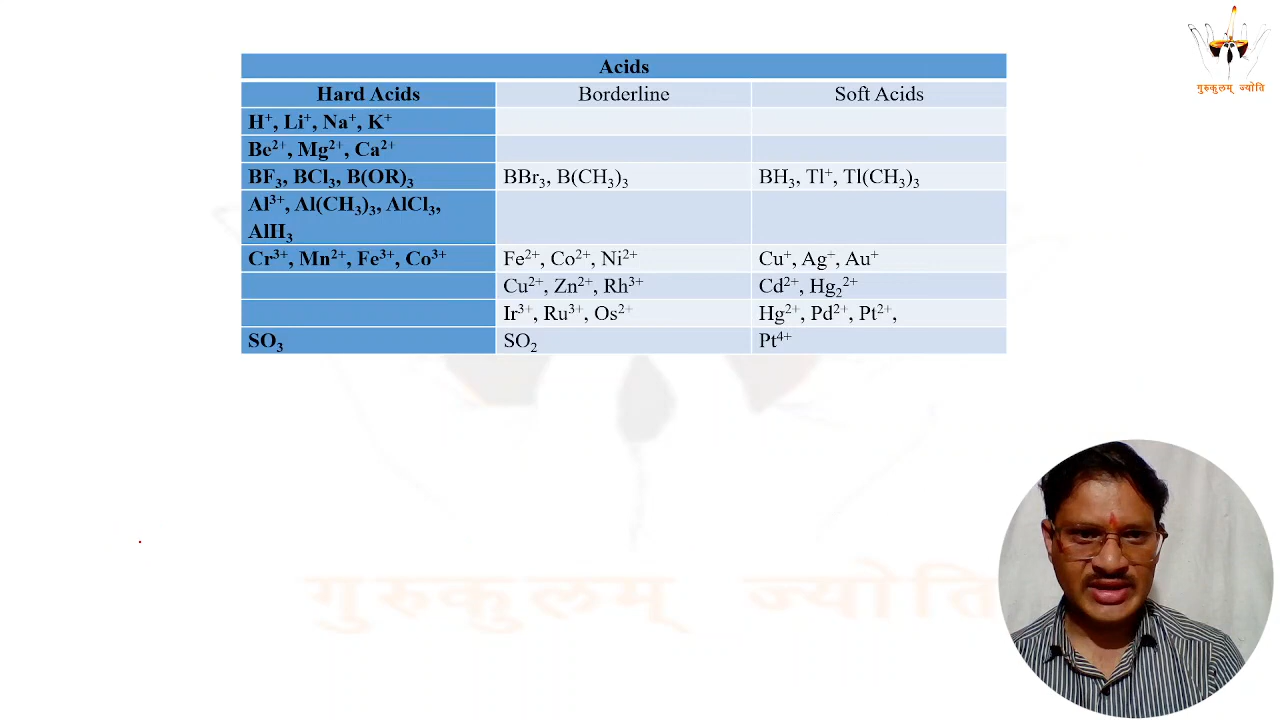 गुरुकुलम् ज्योति
Acids
Hard Acids Borderline Soft Acids
H⁺, Li⁺, Na⁺, K⁺
Be²⁺, Mg²⁺, Ca²⁺
BF₃, BCl₃, B(OR)₃ BBr₃, B(CH₃)₃ BH₃, Tl⁺, Tl(CH₃)₃
Al³⁺, Al(CH₃)₃, AlCl₃,
AlH₃
Cr³⁺, Mn²⁺, Fe³⁺, Co³⁺ Fe²⁺, Co²⁺, Ni²⁺ Cu⁺, Ag⁺, Au⁺
Cu²⁺, Zn²⁺, Rh³⁺ Cd²⁺, Hg₂²⁺
Ir³⁺, Ru³⁺, Os²⁺ Hg²⁺, Pd²⁺, Pt²⁺,
SO₃ SO₂ Pt⁴⁺
गुरुकुलम् ज्योति